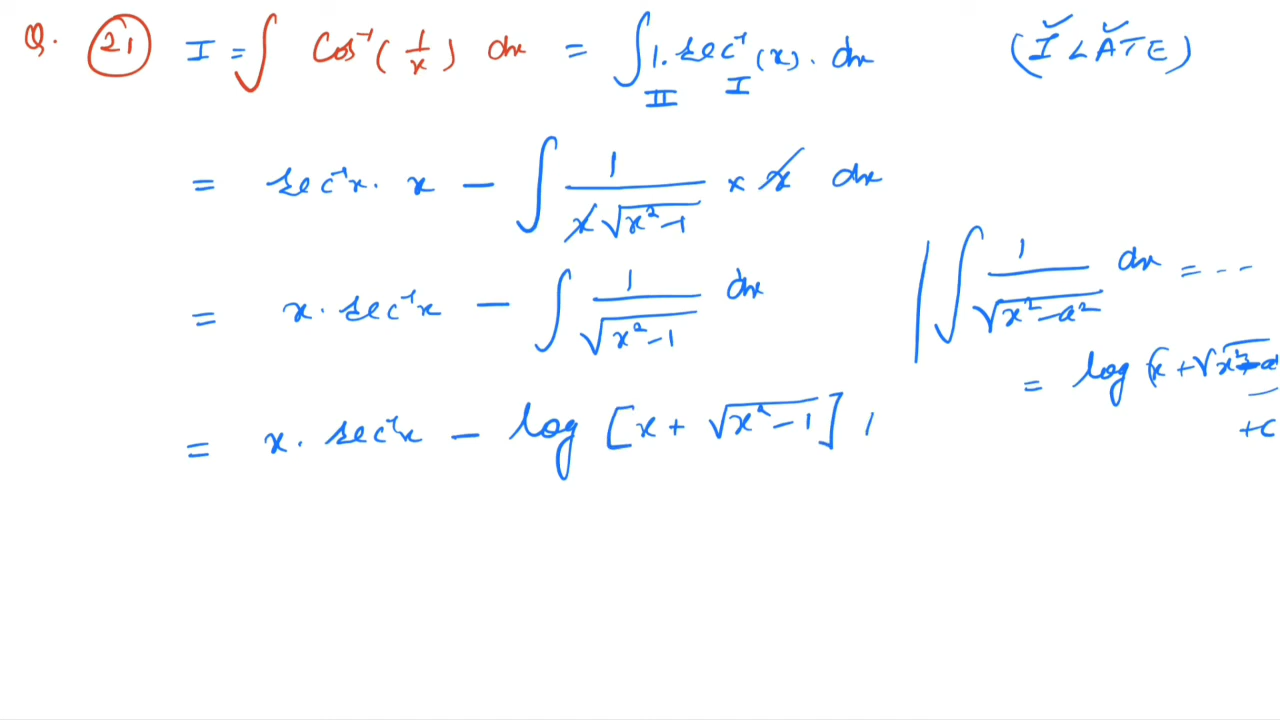 Q. 21 I = ∫ Cos⁻¹(1/x) dx = ∫ 1. sec⁻¹(x). dx (ILATE)
II I
= sec⁻¹x. x - ∫ 1/(x√(x²-1)) × x dx
= x. sec⁻¹x - ∫ 1/√(x²-1) dx
∫ 1/√(x²-a²) dx = ---
= log (x + √x²-a
+c
= x. sec⁻¹x - log [x + √(x²-1)]